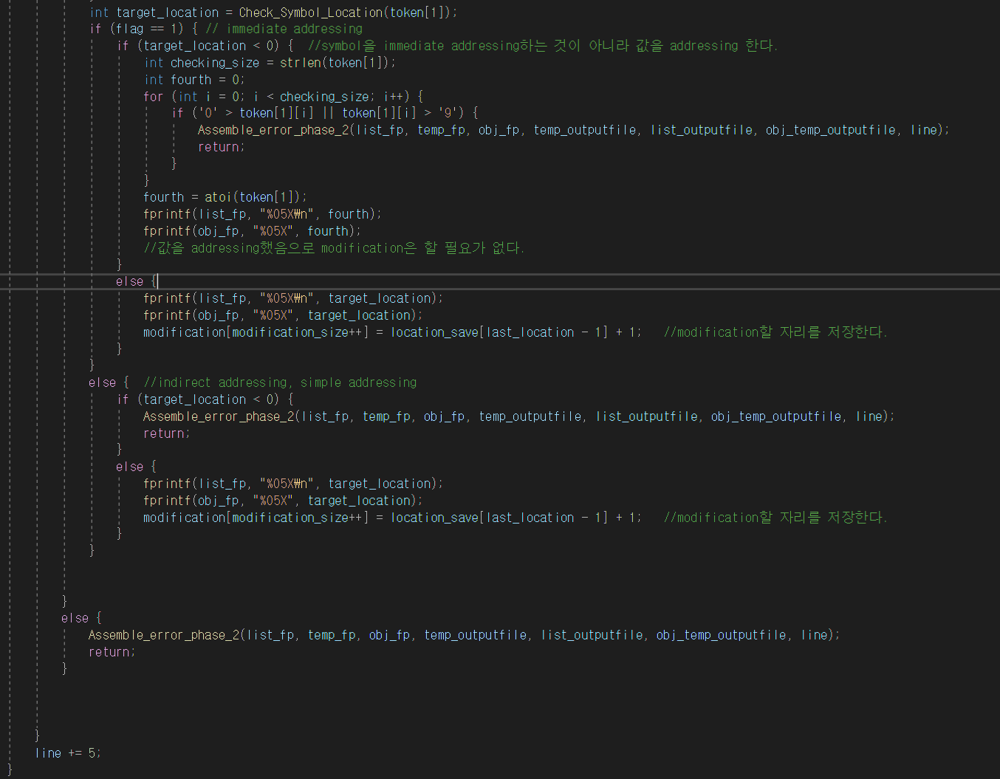 int target_location = Check_Symbol_Location(token[1]);
if (flag == 1) { // immediate addressing
if (target_location < 0) {  //symbol을 immediate addressing하는 것이 아니라 값을 addressing 한다.
int checking_size = strlen(token[1]);
int fourth = 0;
for (int i = 0; i < checking_size; i++) {
if ('0' > token[1][i] || token[1][i] > '9') {
Assemble_error_phase_2(list_fp, temp_fp, obj_fp, temp_outputfile, list_outputfile, obj_temp_outputfile, line);
return;
}
}
fourth = atoi(token[1]);
fprintf(list_fp, "%05X₩n", fourth);
fprintf(obj_fp, "%05X", fourth);
//값을 addressing했음으로 modification은 할 필요가 없다.
}
else {
fprintf(list_fp, "%05X₩n", target_location);
fprintf(obj_fp, "%05X", target_location);
modification[modification_size++] = location_save[last_location - 1] + 1;   //modification할 자리를 저장한다.
}
}
else {  //indirect addressing, simple addressing
if (target_location < 0) {
Assemble_error_phase_2(list_fp, temp_fp, obj_fp, temp_outputfile, list_outputfile, obj_temp_outputfile, line);
return;
}
else {
fprintf(list_fp, "%05X₩n", target_location);
fprintf(obj_fp, "%05X", target_location);
modification[modification_size++] = location_save[last_location - 1] + 1;   //modification할 자리를 저장한다.
}
}
}
else {
Assemble_error_phase_2(list_fp, temp_fp, obj_fp, temp_outputfile, list_outputfile, obj_temp_outputfile, line);
return;
}
}
line += 5;
}